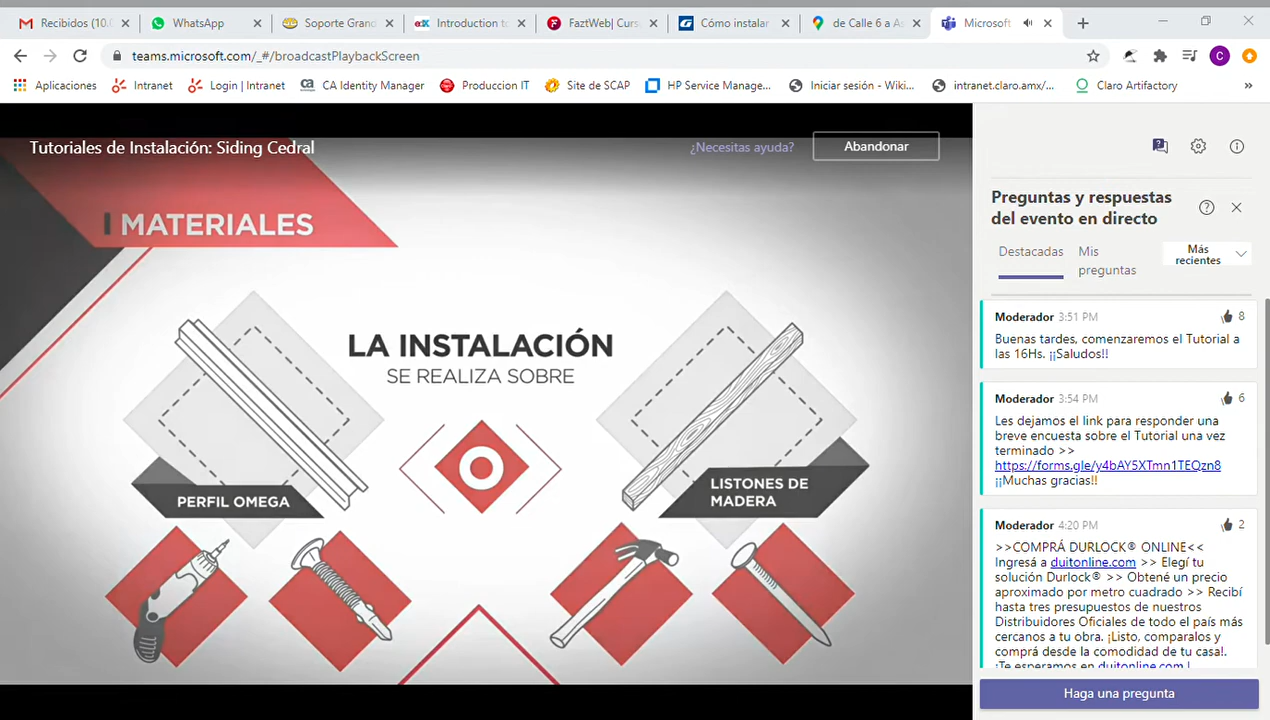 Recibidos (10.
WhatsApp
Soporte Grand
Introduction to
FaztWeb| Curs
Cómo instalar
de Calle 6 a As
Microsoft
teams.microsoft.com/_#/broadcastPlaybackScreen
Aplicaciones
Intranet
Login | Intranet
CA Identity Manager
Produccion IT
Site de SCAP
HP Service Manage...
Iniciar sesión - Wiki...
intranet.claro.amx/...
Claro Artifactory
»
Tutoriales de Instalación: Siding Cedral
¿Necesitas ayuda?
Abandonar
MATERIALES
LA INSTALACIÓN
SE REALIZA SOBRE
PERFIL OMEGA
LISTONES DE
MADERA
Preguntas y respuestas
del evento en directo
Destacadas
Mis
preguntas
Más
recientes
Moderador 3:51 PM 8
Buenas tardes, comenzaremos el Tutorial a
las 16Hs. ¡¡Saludos!!
Moderador 3:54 PM 6
Les dejamos el link para responder una
breve encuesta sobre el Tutorial una vez
terminado >>
https://forms.gle/y4bAY5XTmn1TEQzn8
¡¡Muchas gracias!!
Moderador 4:20 PM 2
>>COMPRÁ DURLOCK® ONLINE<<
Ingresá a duitonline.com >> Elegí tu
solución Durlock® >> Obtené un precio
aproximado por metro cuadrado >> Recibí
hasta tres presupuestos de nuestros
Distribuidores Oficiales de todo el país más
cercanos a tu obra. ¡Listo, comparalos y
comprá desde la comodidad de tu casa!.
¡Te esperamos en duitonline.com |
Haga una pregunta